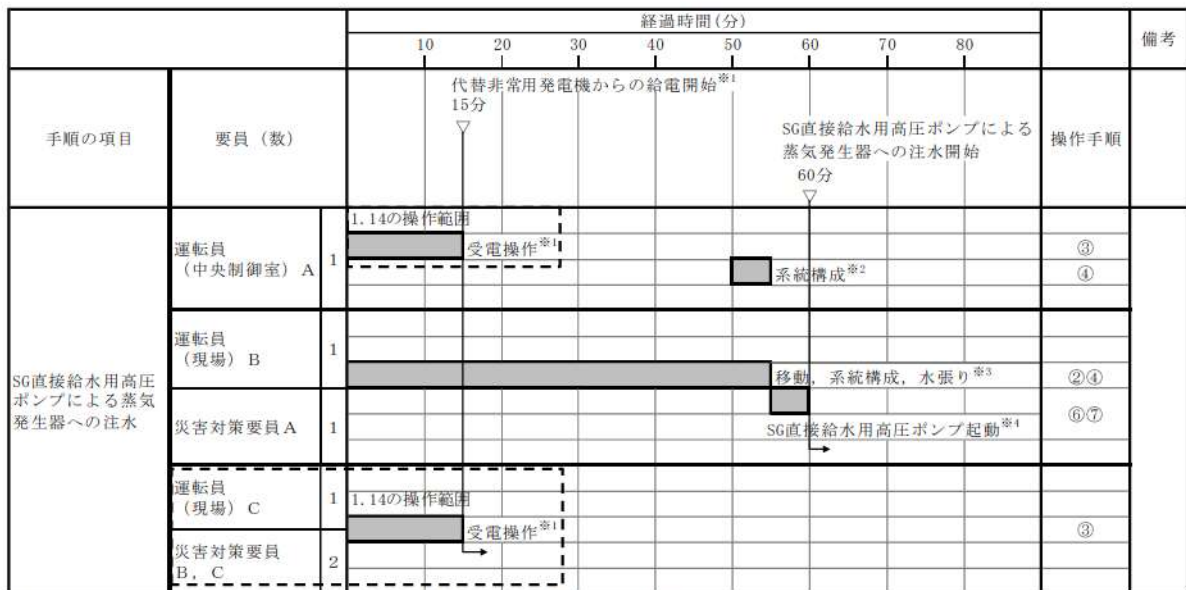 経過時間(分)
備考
10 20 30 40 50 60 70 80
手順の項目
要員（数）
代替非常用発電機からの給電開始※1
15分
▽
SG直接給水用高圧ポンプによる
蒸気発生器への注水開始
60分
▽
操作手順
SG直接給水用高圧
ポンプによる蒸気
発生器への注水
運転員
（中央制御室）A
1
1.14の操作範囲
受電操作※1
③
系統構成※2
④
運転員
（現場）B
1
移動，系統構成，水張り※3
②④
災害対策要員A
1
SG直接給水用高圧ポンプ起動※4
⑥⑦
運転員
（現場）C
1
1.14の操作範囲
受電操作※1
③
災害対策要員
B，C
2